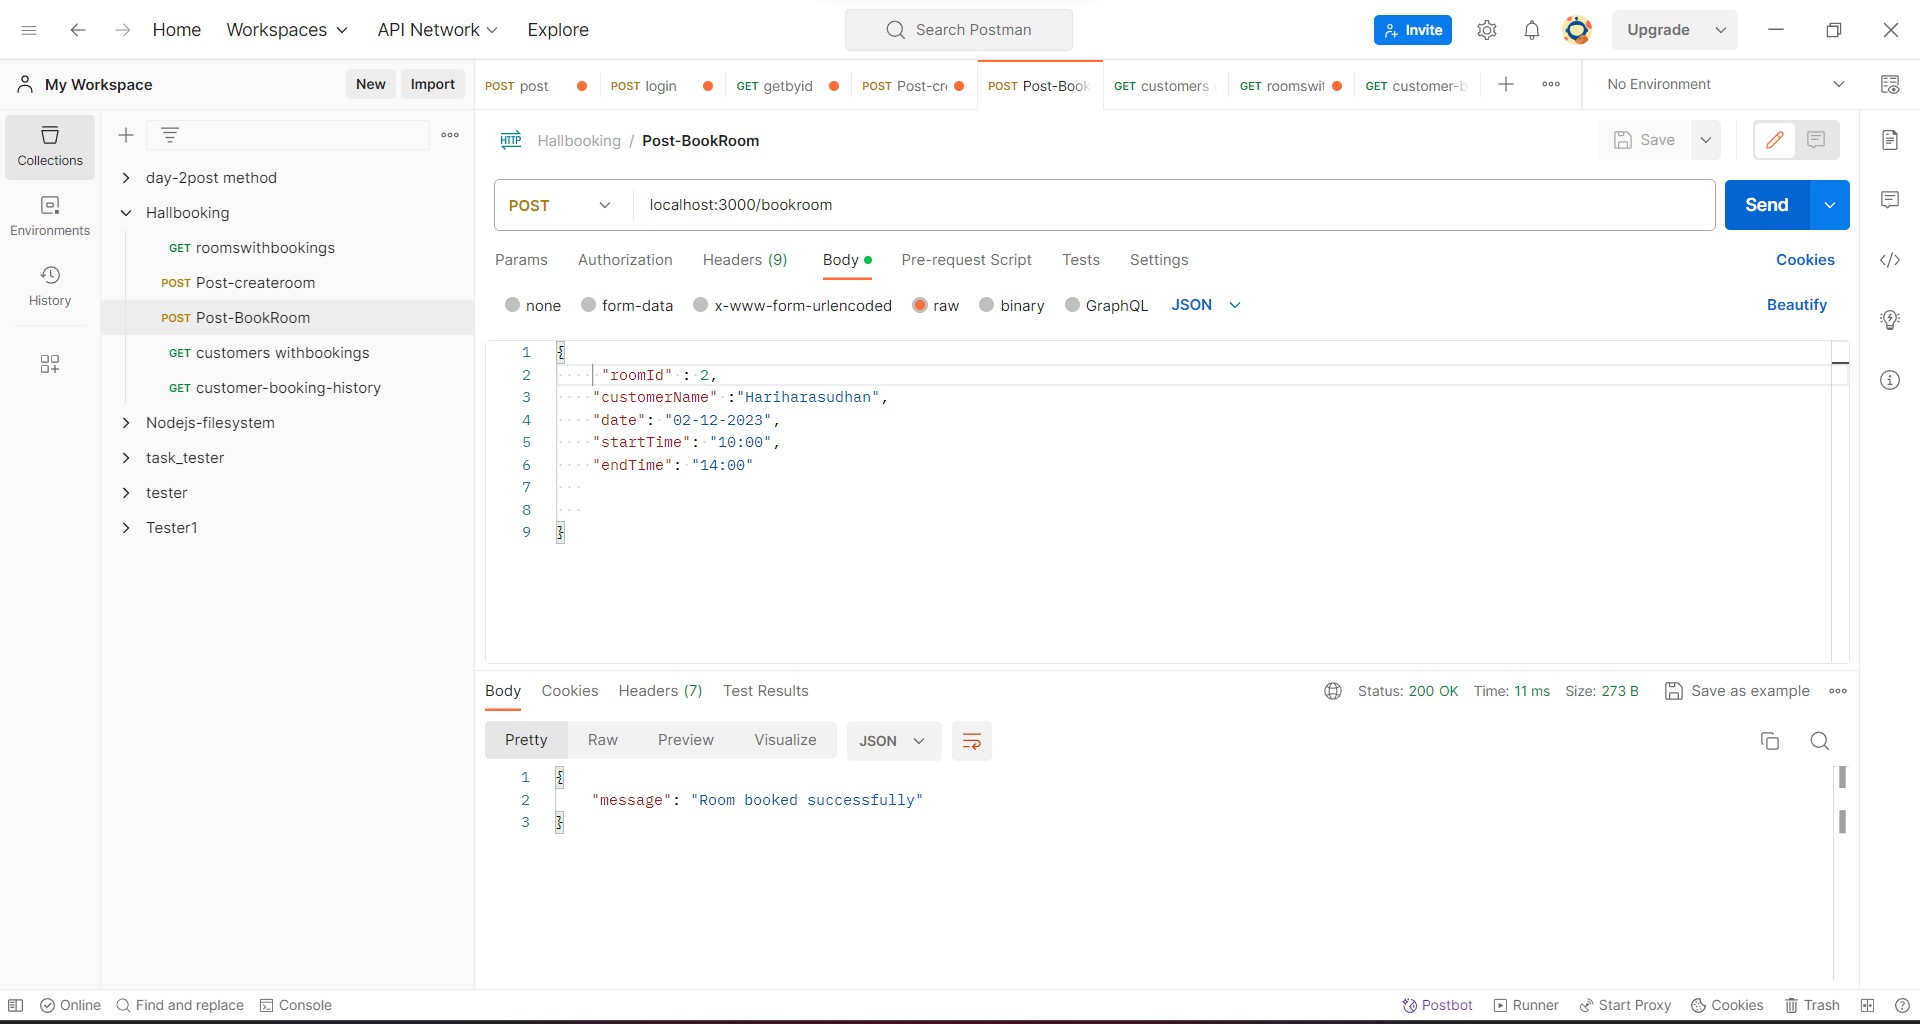 Home Workspaces API Network Explore Search Postman Invite Upgrade
My Workspace New Import
POST post POST login GET getbyid POST Post-cr POST Post-Book GET customers GET roomswit GET customer-b No Environment
Collections
Environments
History
day-2post method
Hallbooking
GET roomswithbookings
POST Post-createroom
POST Post-BookRoom
GET customers withbookings
GET customer-booking-history
Nodejs-filesystem
task_tester
tester
Tester1
HTTP Hallbooking / Post-BookRoom Save
POST localhost:3000/bookroom Send
Params Authorization Headers (9) Body Pre-request Script Tests Settings Cookies
none form-data x-www-form-urlencoded raw binary GraphQL JSON Beautify
1 {
2 "roomId" : 2,
3 "customerName" :"Hariharasudhan",
4 "date": "02-12-2023",
5 "startTime": "10:00",
6 "endTime": "14:00"
7
8
9 }
Body Cookies Headers (7) Test Results Status: 200 OK Time: 11 ms Size: 273 B Save as example
Pretty Raw Preview Visualize JSON
1 {
2 "message": "Room booked successfully"
3 }
Online Find and replace Console Postbot Runner Start Proxy Cookies Trash